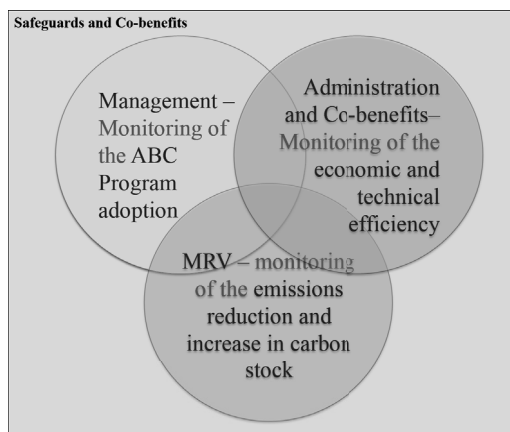 Safeguards and Co-benefits
Management –
Monitoring of
the ABC
Program
adoption
Administration
and Co-benefits–
Monitoring of the
economic and
technical
efficiency
MRV – monitoring
of the emissions
reduction and
increase in carbon
stock